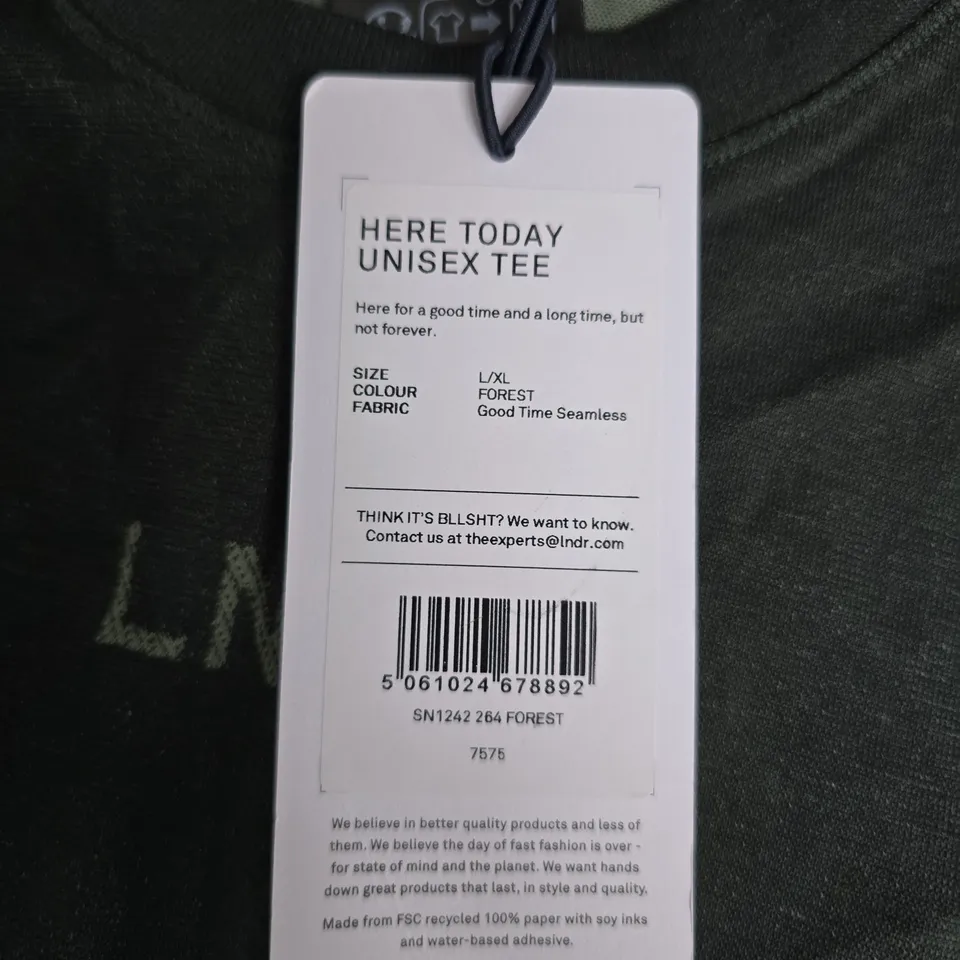 HERE TODAY
UNISEX TEE
Here for a good time and a long time, but
not forever.
SIZE L/XL
COLOUR FOREST
FABRIC Good Time Seamless
THINK IT'S BLLSHT? We want to know.
Contact us at theexperts@lndr.com
LN
5 061024 678892
SN1242 264 FOREST
7575
We believe in better quality products and less of
them. We believe the day of fast fashion is over -
for state of mind and the planet. We want hands
down great products that last, in style and quality.
Made from FSC recycled 100% paper with soy inks
and water-based adhesive.